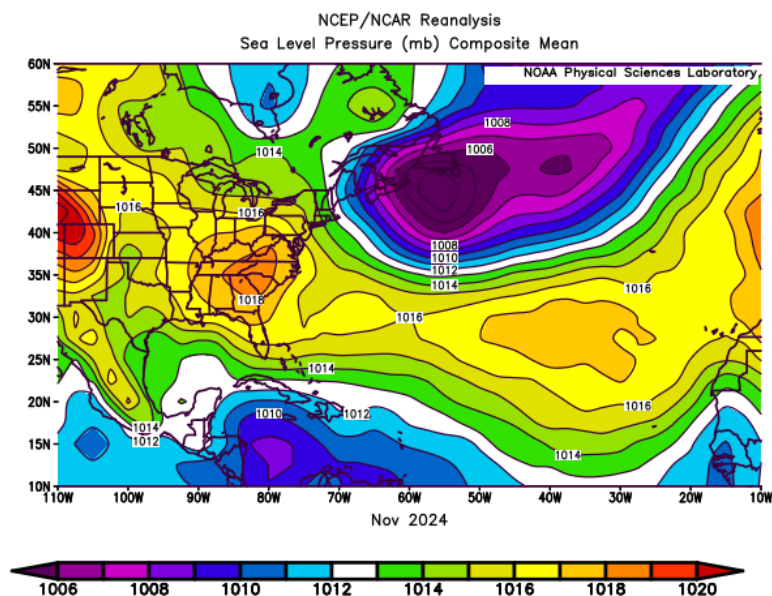 NCEP/NCAR Reanalysis
Sea Level Pressure (mb) Composite Mean
NOAA Physical Sciences Laboratory
60N
55N
50N
45N
40N
35N
30N
25N
20N
15N
10N
1008
1006
1014
1016
1016
1008
1010
1012
1014
1018
1016
1016
1014
1016
1010
1012
1014
1012
1014
110W 100W 90W 80W 70W 60W 50W 40W 30W 20W 10W
Nov 2024
1006 1008 1010 1012 1014 1016 1018 1020